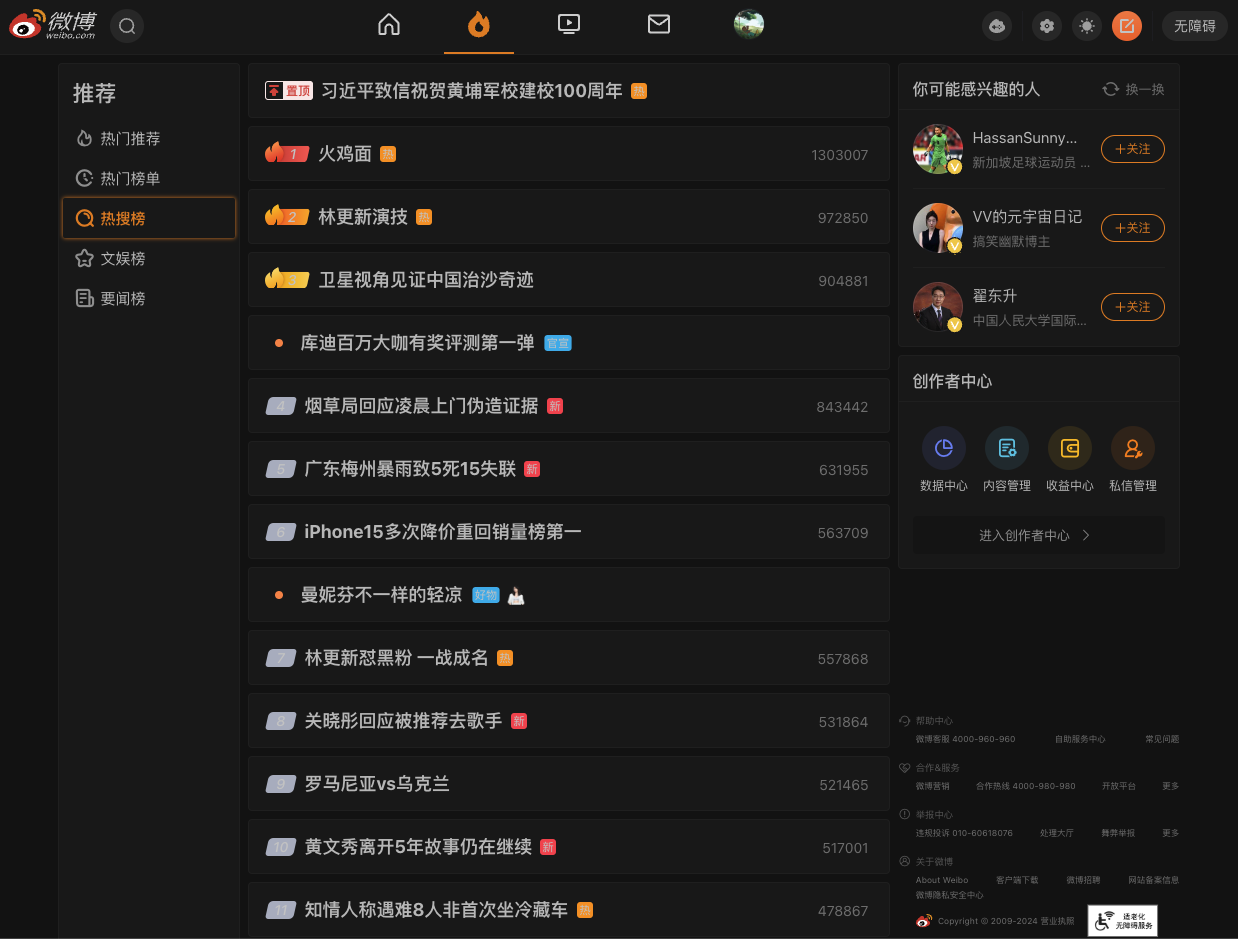 微博
weibo.com
无障碍
推荐
热门推荐
热门榜单
热搜榜
文娱榜
要闻榜
置顶 习近平致信祝贺黄埔军校建校100周年 热
1 火鸡面 热 1303007
2 林更新演技 热 972850
3 卫星视角见证中国治沙奇迹 904881
库迪百万大咖有奖评测第一弹 官宣
4 烟草局回应凌晨上门伪造证据 新 843442
5 广东梅州暴雨致5死15失联 新 631955
6 iPhone15多次降价重回销量榜第一 563709
曼妮芬不一样的轻凉 好物
7 林更新怼黑粉 一战成名 热 557868
8 关晓彤回应被推荐去歌手 新 531864
9 罗马尼亚vs乌克兰 521465
10 黄文秀离开5年故事仍在继续 新 517001
11 知情人称遇难8人非首次坐冷藏车 热 478867
你可能感兴趣的人 换一换
HassanSunny...
新加坡足球运动员 ...
+关注
VV的元宇宙日记
搞笑幽默博主
+关注
翟东升
中国人民大学国际...
+关注
创作者中心
数据中心 内容管理 收益中心 私信管理
进入创作者中心
帮助中心
微博客服 4000-960-960 自助服务中心 常见问题
合作&服务
微博营销 合作热线 4000-980-980 开放平台 更多
举报中心
违规投诉 010-60618076 处理大厅 舞弊举报 更多
关于微博
About Weibo 客户端下载 微博招聘 网站备案信息
微博隐私安全中心
Copyright © 2009-2024 营业执照
适老化
无障碍服务